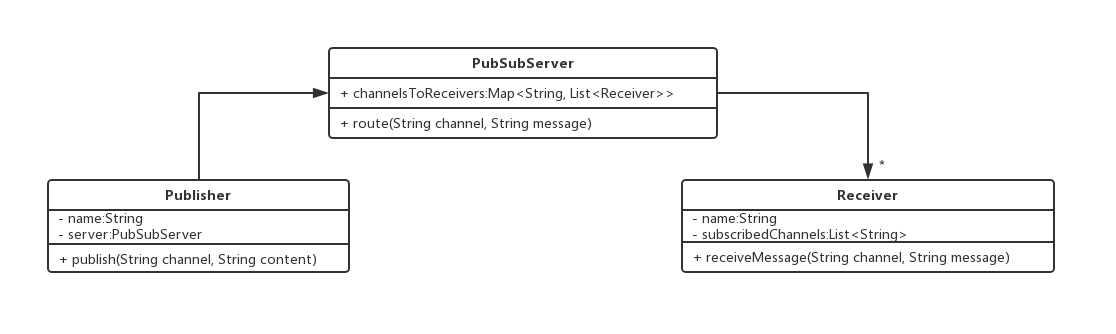 PubSubServer
+ channelsToReceivers:Map<String, List<Receiver>>
+ route(String channel, String message)
*
Publisher
- name:String
- server:PubSubServer
+ publish(String channel, String content)
Receiver
- name:String
- subscribedChannels:List<String>
+ receiveMessage(String channel, String message)